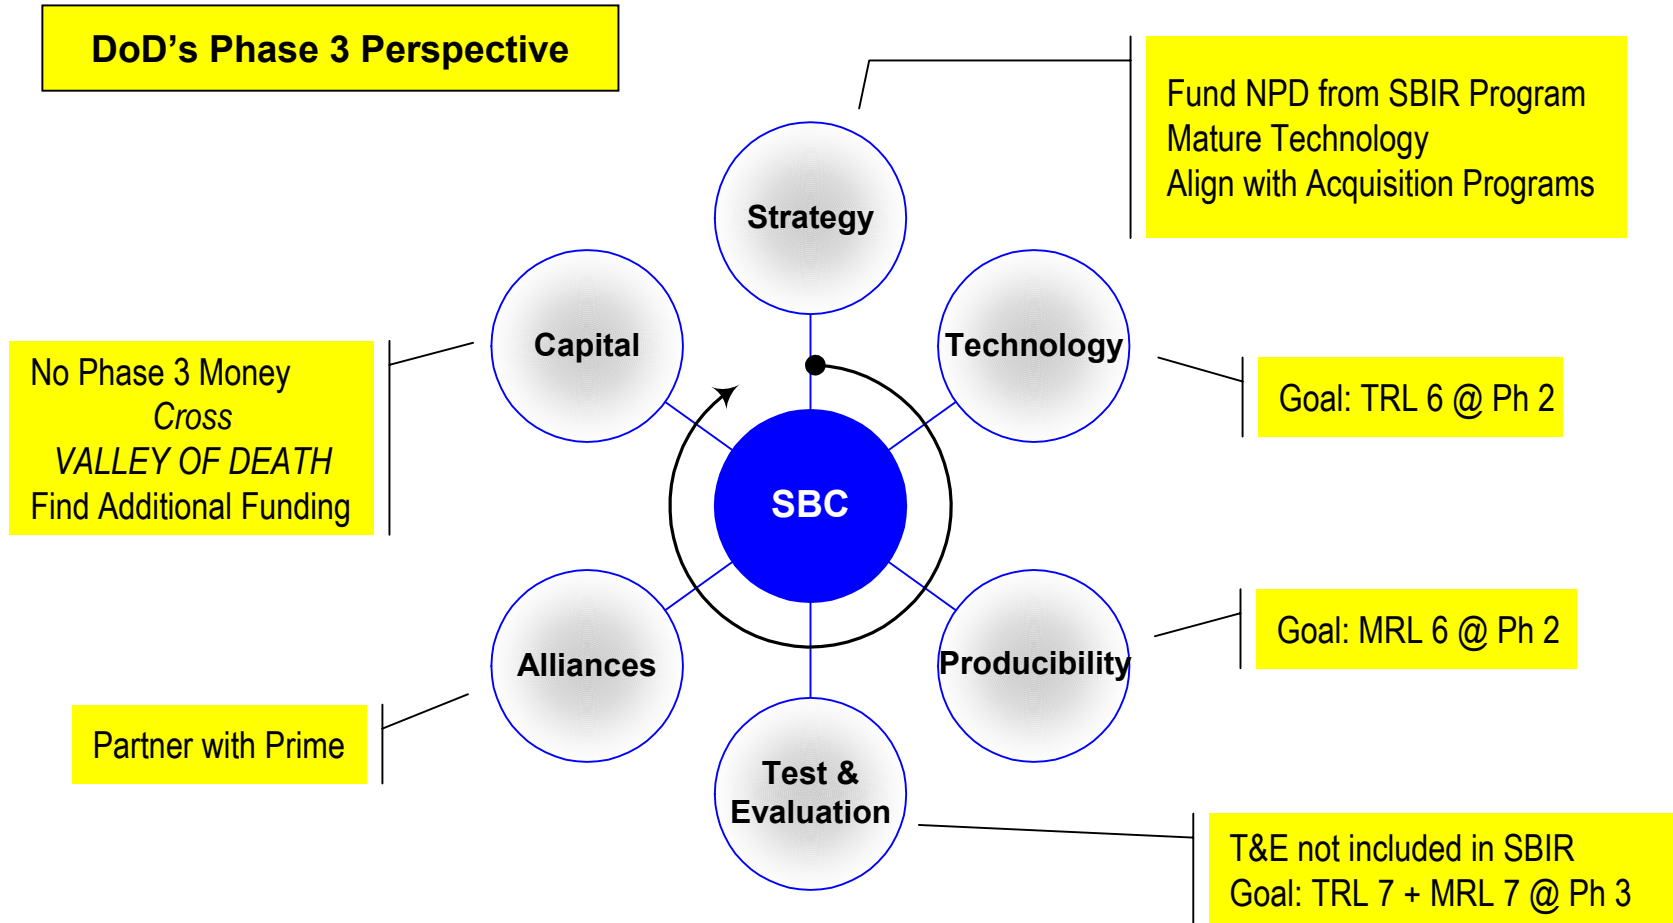 DoD's Phase 3 Perspective
Fund NPD from SBIR Program
Mature Technology
Align with Acquisition Programs
Strategy
Capital
Technology
No Phase 3 Money
Cross
VALLEY OF DEATH
Find Additional Funding
Goal: TRL 6 @ Ph 2
SBC
Alliances
Producibility
Goal: MRL 6 @ Ph 2
Partner with Prime
Test &
Evaluation
T&E not included in SBIR
Goal: TRL 7 + MRL 7 @ Ph 3